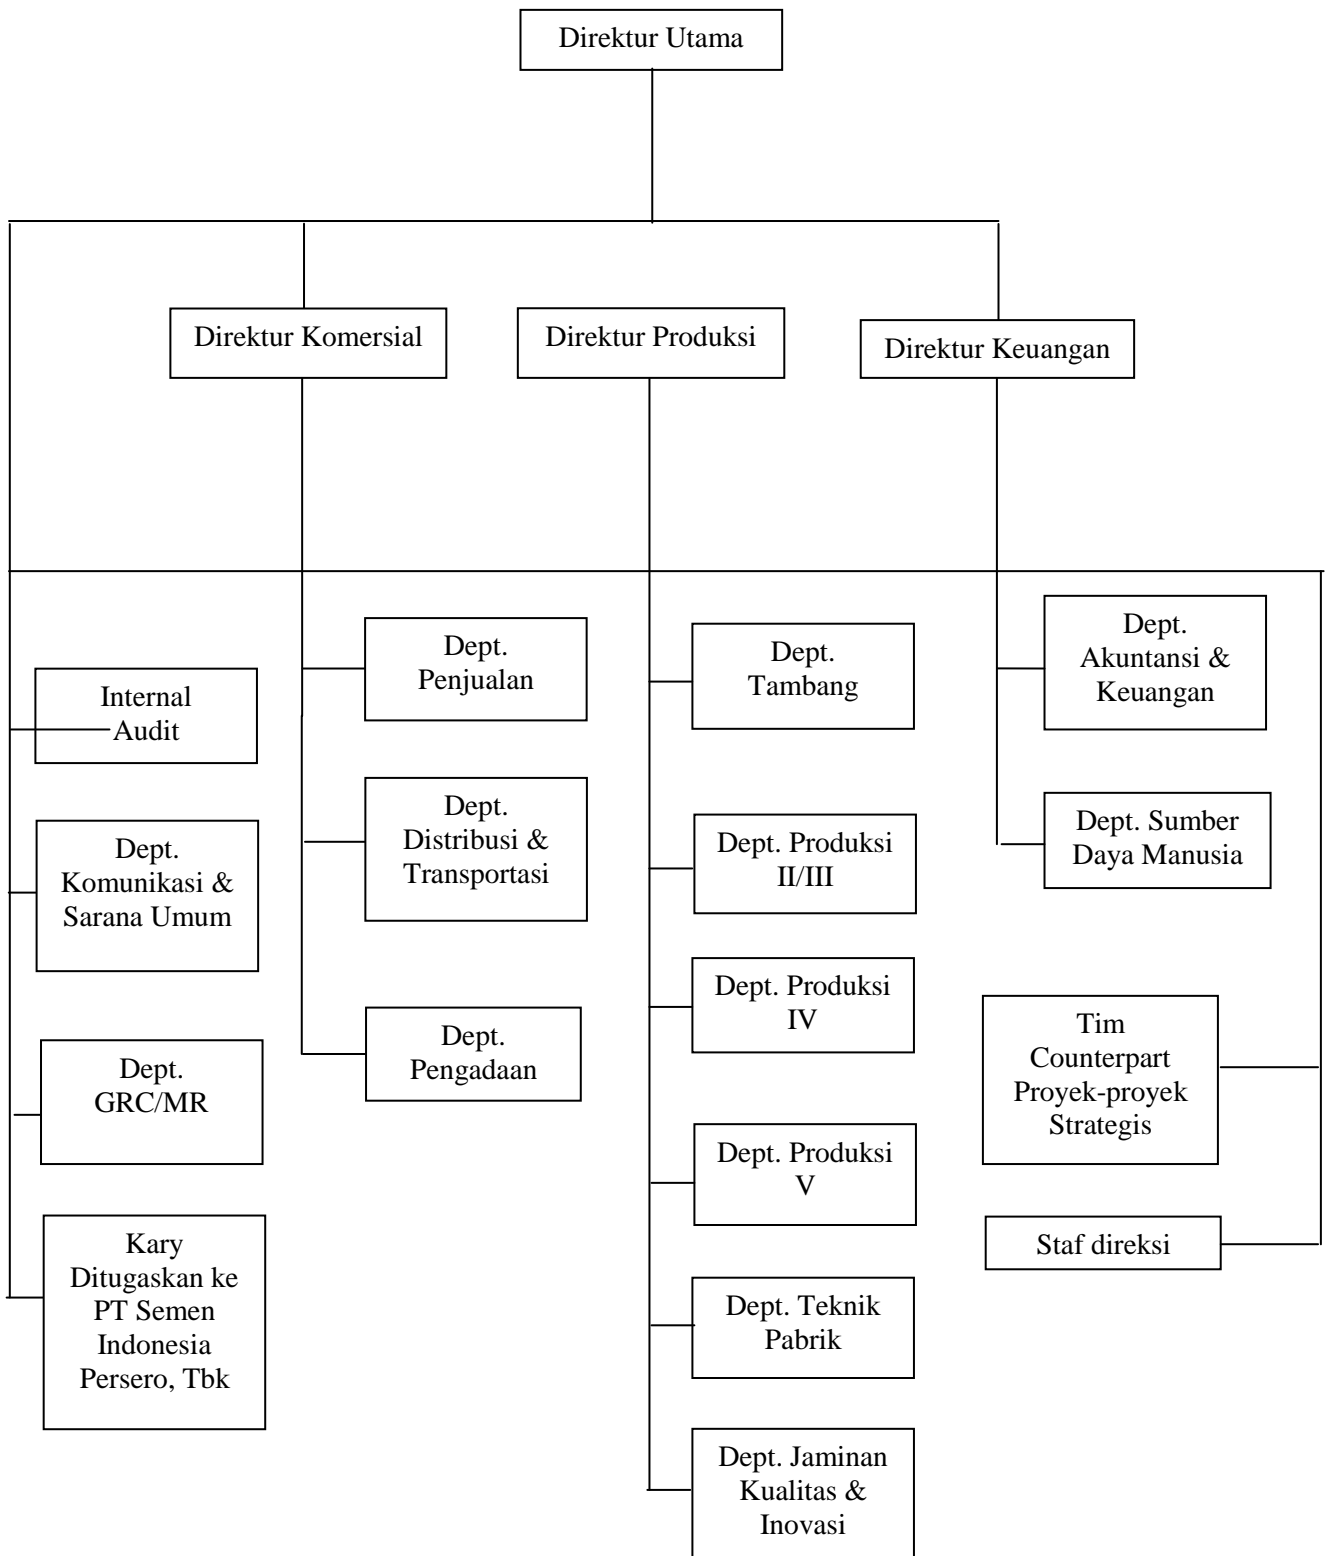 Direktur Utama
Direktur Komersial
Direktur Produksi
Direktur Keuangan
Internal
Audit
Dept.
Komunikasi &
Sarana Umum
Dept.
GRC/MR
Kary
Ditugaskan ke
PT Semen
Indonesia
Persero, Tbk
Dept.
Penjualan
Dept.
Distribusi &
Transportasi
Dept.
Pengadaan
Dept.
Tambang
Dept. Produksi
II/III
Dept. Produksi
IV
Dept. Produksi
V
Dept. Teknik
Pabrik
Dept. Jaminan
Kualitas &
Inovasi
Dept.
Akuntansi &
Keuangan
Dept. Sumber
Daya Manusia
Tim
Counterpart
Proyek-proyek
Strategis
Staf direksi